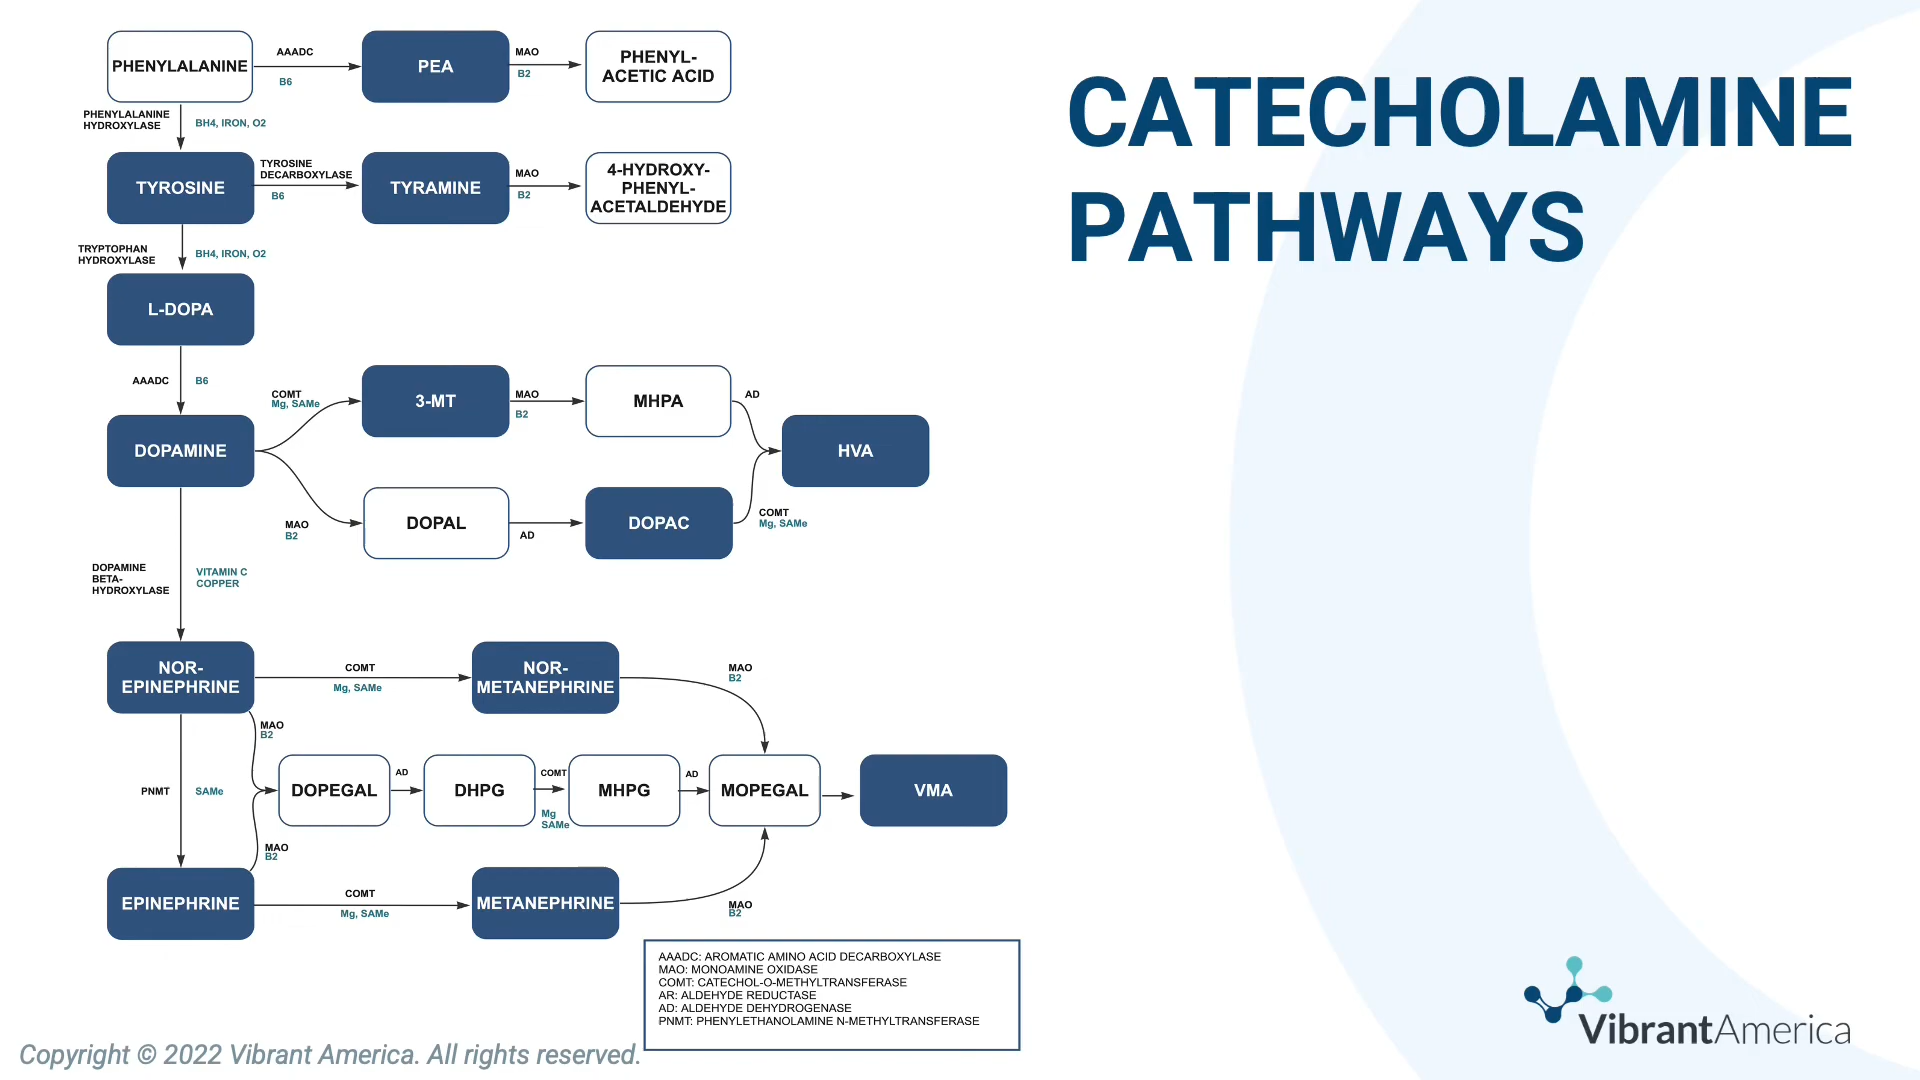 CATECHOLAMINE
PATHWAYS
PHENYLALANINE
AAADC
B6
PEA
MAO
B2
PHENYL-
ACETIC ACID
PHENYLALANINE
HYDROXYLASE
BH4, IRON, O2
TYROSINE
TYROSINE
DECARBOXYLASE
B6
TYRAMINE
MAO
B2
4-HYDROXY-
PHENYL-
ACETALDEHYDE
TRYPTOPHAN
HYDROXYLASE
BH4, IRON, O2
L-DOPA
AAADC
B6
DOPAMINE
COMT
Mg, SAMe
3-MT
MAO
B2
MHPA
AD
HVA
MAO
B2
DOPAL
AD
DOPAC
COMT
Mg, SAMe
DOPAMINE
BETA-
HYDROXYLASE
VITAMIN C
COPPER
NOR-
EPINEPHRINE
COMT
Mg, SAMe
NOR-
METANEPHRINE
MAO
B2
MAO
B2
PNMT
SAMe
DOPEGAL
AD
DHPG
COMT
Mg
SAMe
MHPG
AD
MOPEGAL
VMA
MAO
B2
EPINEPHRINE
COMT
Mg, SAMe
METANEPHRINE
MAO
B2
AAADC: AROMATIC AMINO ACID DECARBOXYLASE
MAO: MONOAMINE OXIDASE
COMT: CATECHOL-O-METHYLTRANSFERASE
AR: ALDEHYDE REDUCTASE
AD: ALDEHYDE DEHYDROGENASE
PNMT: PHENYLETHANOLAMINE N-METHYLTRANSFERASE
Copyright © 2022 Vibrant America. All rights reserved.
VibrantAmerica